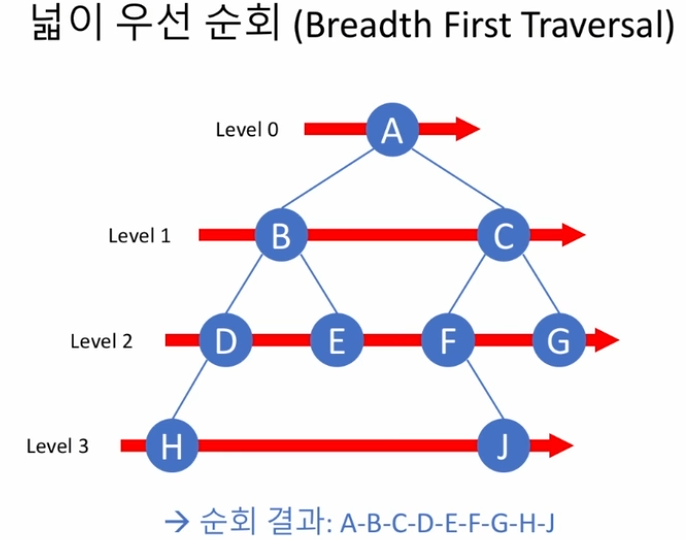 넓이 우선 순회 (Breadth First Traversal)
Level 0 A
Level 1 B C
Level 2 D E F G
Level 3 H J
→ 순회 결과: A-B-C-D-E-F-G-H-J